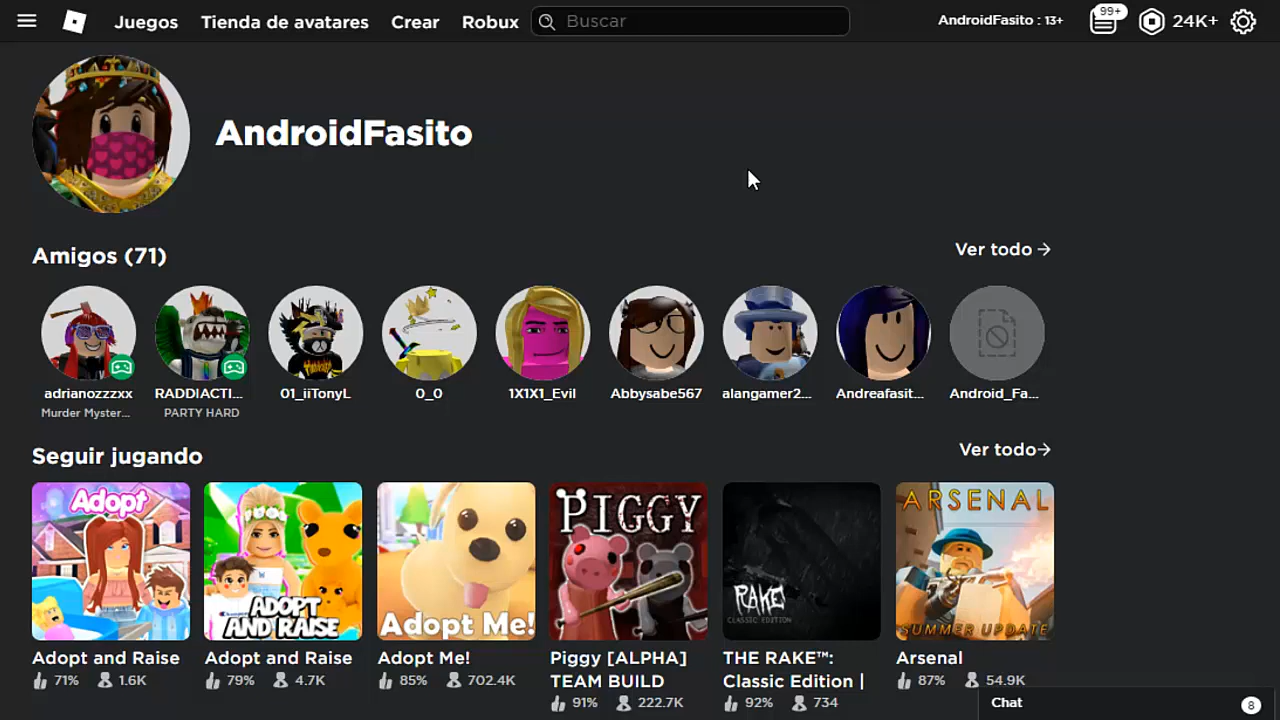 Juegos Tienda de avatares Crear Robux Buscar AndroidFasito : 13+ 99+ 24K+
AndroidFasito
Amigos (71) Ver todo →
adrianozzzxx RADDIACTI... 01_iiTonyL 0_0 1X1X1_Evil Abbysabe567 alangamer2... Andreafasit... Android_Fa...
Murder Myster... PARTY HARD
Seguir jugando Ver todo→
Adopt
ADOPT
AND RAISE
Adopt Me!
PIGGY
RAKE
CLASSIC EDITION
ARSENAL
SUMMER UPDATE
Adopt and Raise Adopt and Raise Adopt Me! Piggy [ALPHA] THE RAKE™: Arsenal
TEAM BUILD Classic Edition |
71% 1.6K 79% 4.7K 85% 702.4K 87% 54.9K
91% 222.7K 92% 734
Chat 8